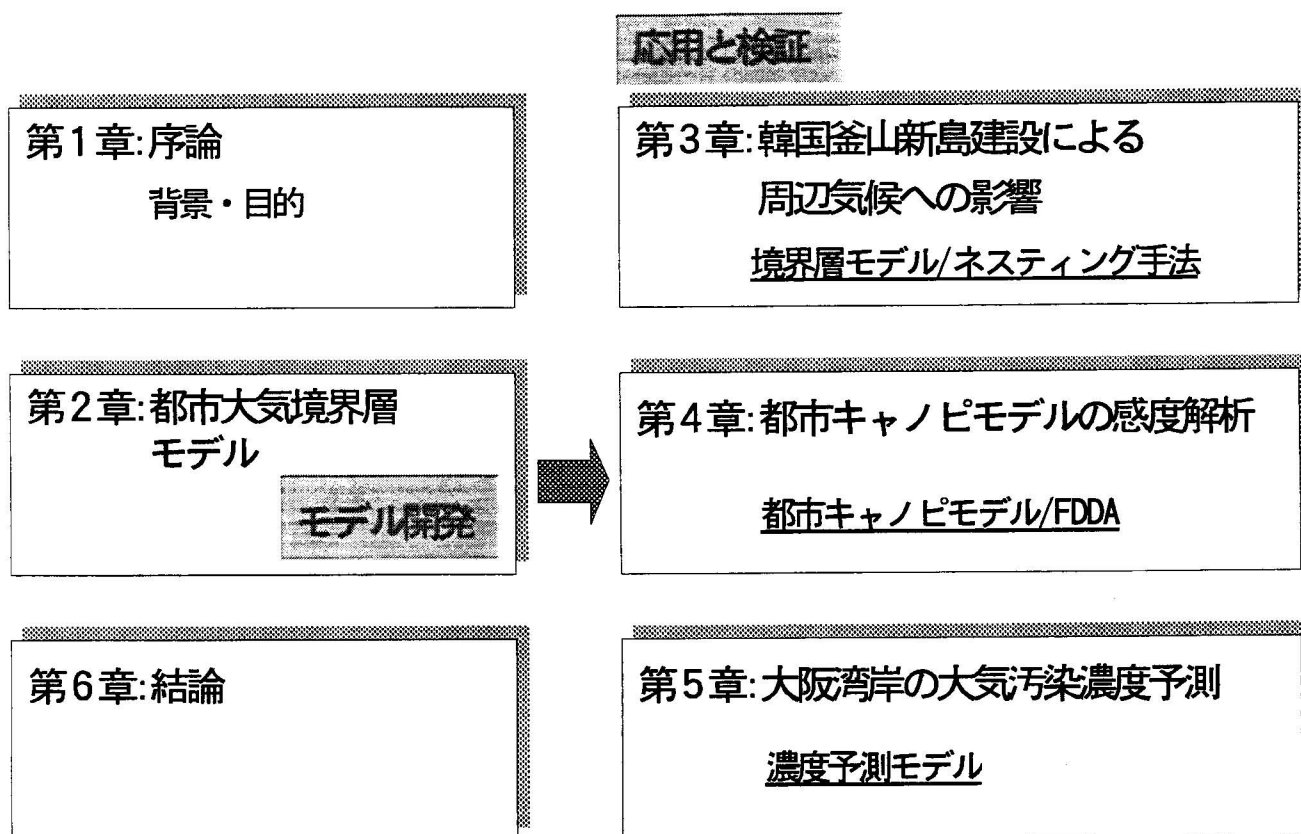 第1章:序論
背景・目的
第2章:都市大気境界層
モデル
モデル開発
応用と検証
第3章:韓国釜山新島建設による
周辺気候への影響
境界層モデル/ネスティング手法
第4章:都市キャノピモデルの感度解析
都市キャノピモデル/FDDA
第5章:大阪湾岸の大気汚染濃度予測
濃度予測モデル
第6章:結論